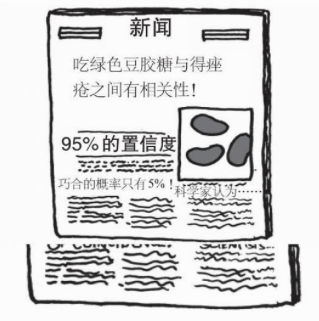 新闻
吃绿色豆胶糖与得痤
疮之间有相关性！
95%的置信度
巧合的概率只有5%！
科学家认为……